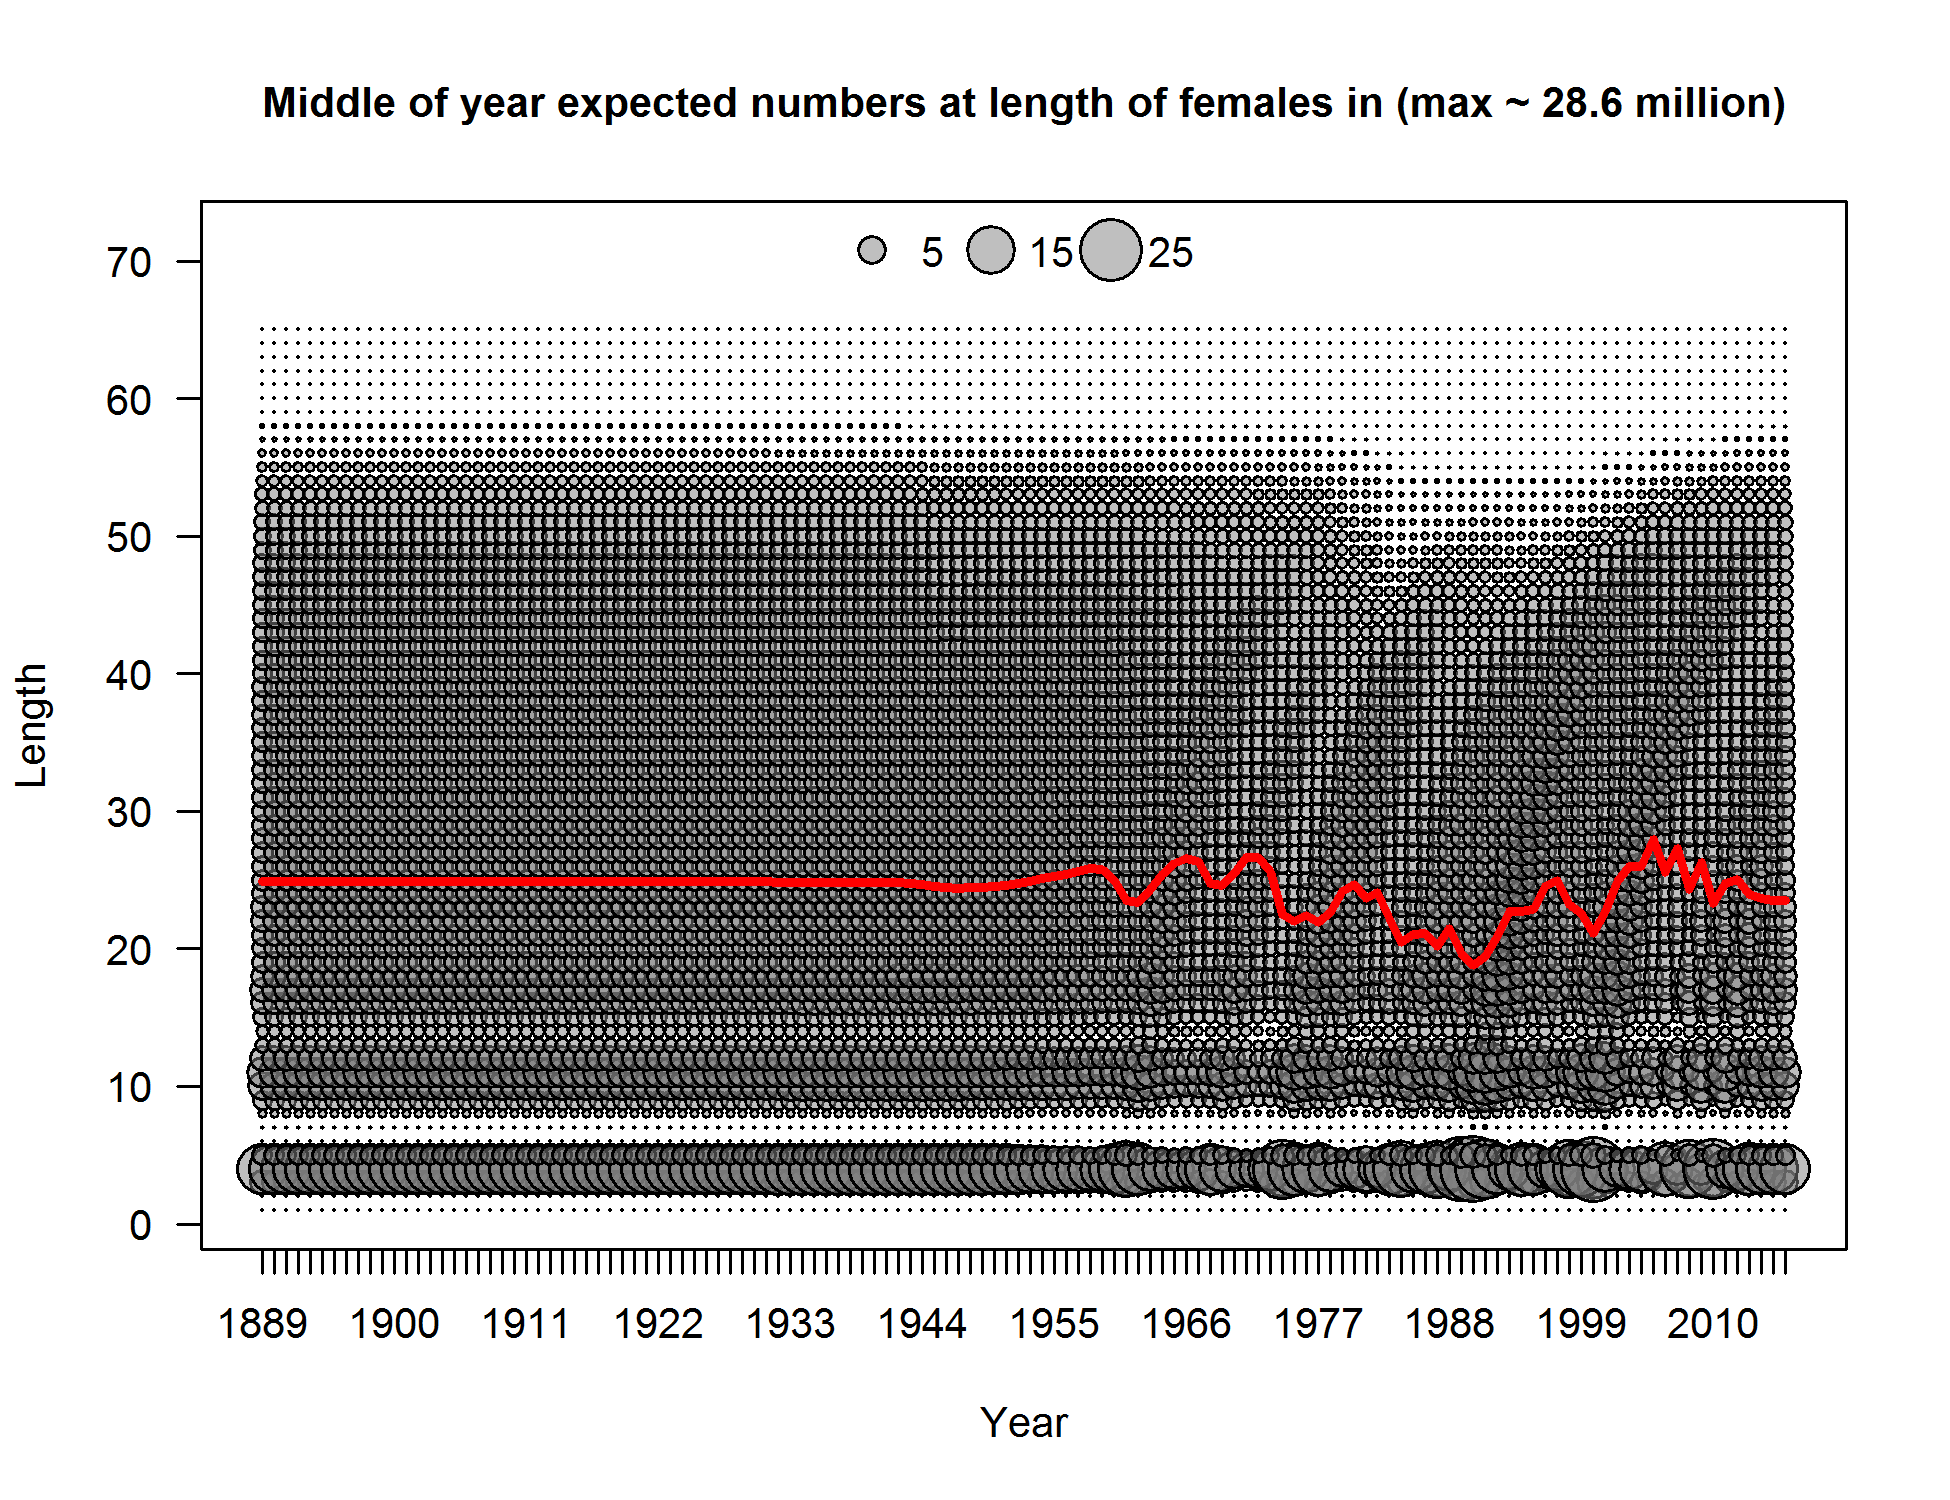 Middle of year expected numbers at length of females in (max ~ 28.6 million)
5 15 25
70
60
50
40
30
20
10
0
Length
1889 1900 1911 1922 1933 1944 1955 1966 1977 1988 1999 2010
Year